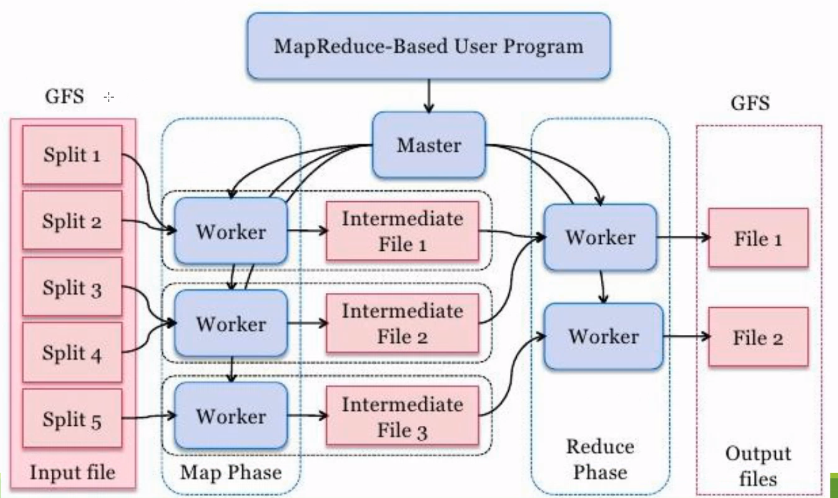 MapReduce-Based User Program
GFS
GFS
Master
Split 1
Split 2
Split 3
Split 4
Split 5
Input file
Worker
Worker
Worker
Map Phase
Intermediate
File 1
Intermediate
File 2
Intermediate
File 3
Worker
Worker
Reduce
Phase
File 1
File 2
Output
files